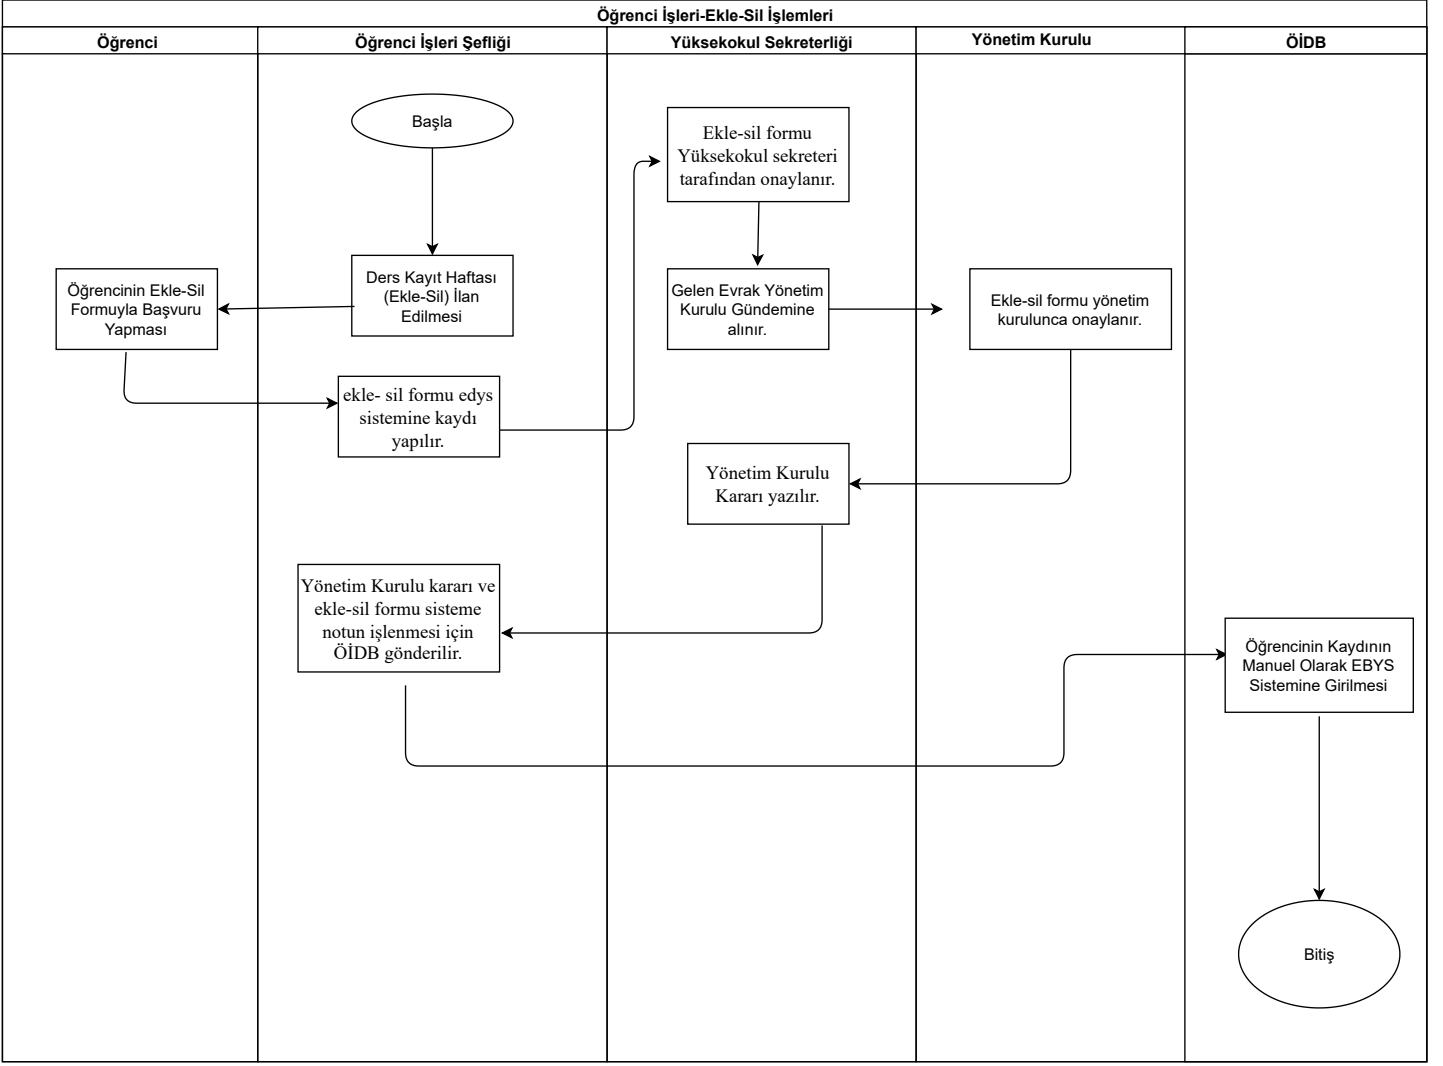 Öğrenci İşleri-Ekle-Sil İşlemleri
Öğrenci
Öğrenci İşleri Şefliği
Yüksekokul Sekreterliği
Yönetim Kurulu
ÖİDB
Başla
Ders Kayıt Haftası
(Ekle-Sil) İlan
Edilmesi
Öğrencinin Ekle-Sil
Formuyla Başvuru
Yapması
ekle- sil formu edys
sistemine kaydı
yapılır.
Ekle-sil formu
Yüksekokul sekreteri
tarafından onaylanır.
Gelen Evrak Yönetim
Kurulu Gündemine
alınır.
Ekle-sil formu yönetim
kurulunca onaylanır.
Yönetim Kurulu
Kararı yazılır.
Yönetim Kurulu kararı ve
ekle-sil formu sisteme
notun işlenmesi için
ÖİDB gönderilir.
Öğrencinin Kaydının
Manuel Olarak EBYS
Sistemine Girilmesi
Bitiş